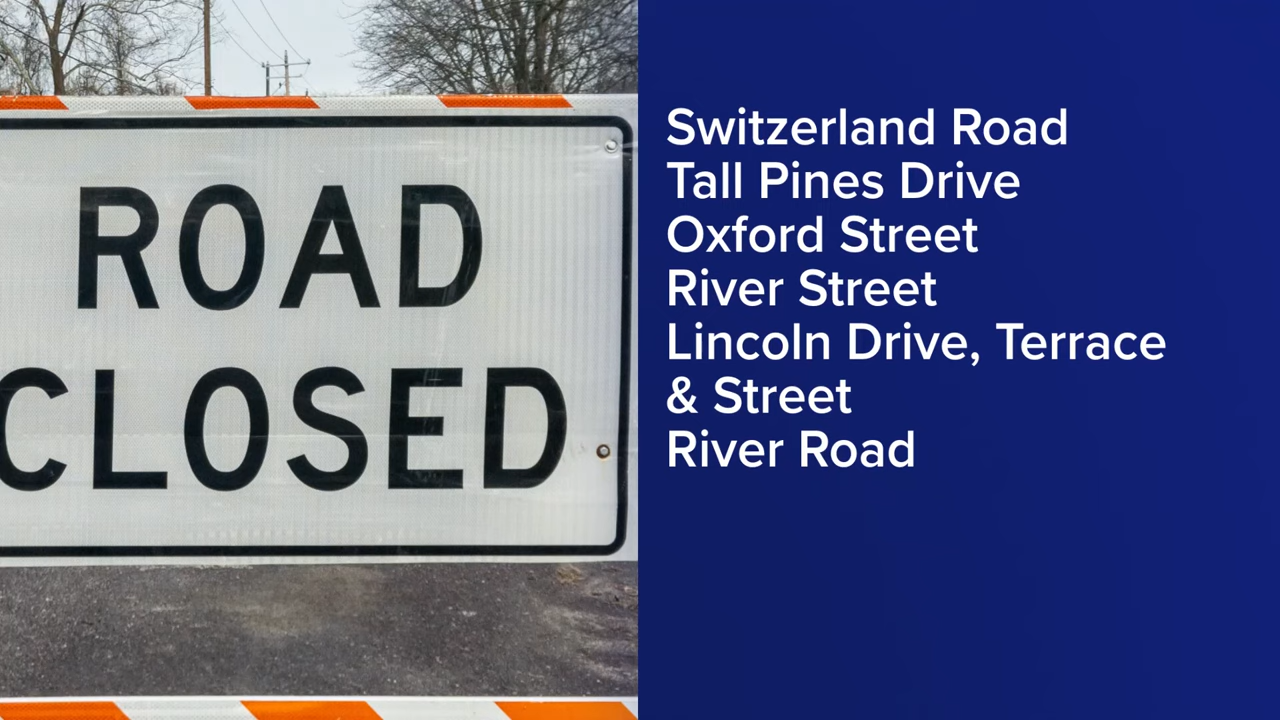 ROAD
CLOSED
Switzerland Road
Tall Pines Drive
Oxford Street
River Street
Lincoln Drive, Terrace
& Street
River Road